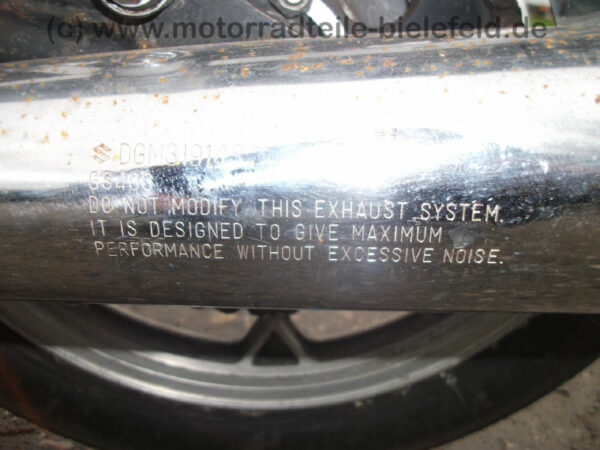 (c) www.motorradteile-bielefeld.de
DO NOT MODIFY THIS EXHAUST SYSTEM
IT IS DESIGNED TO GIVE MAXIMUM
PERFORMANCE WITHOUT EXCESSIVE NOISE.